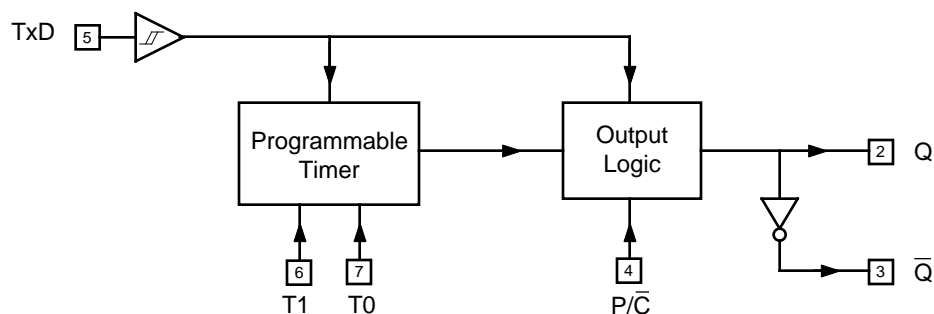 TxD
5
Programmable
Timer
Output
Logic
2
Q
6
7
4
3
Q̅
T1
T0
P/C̅